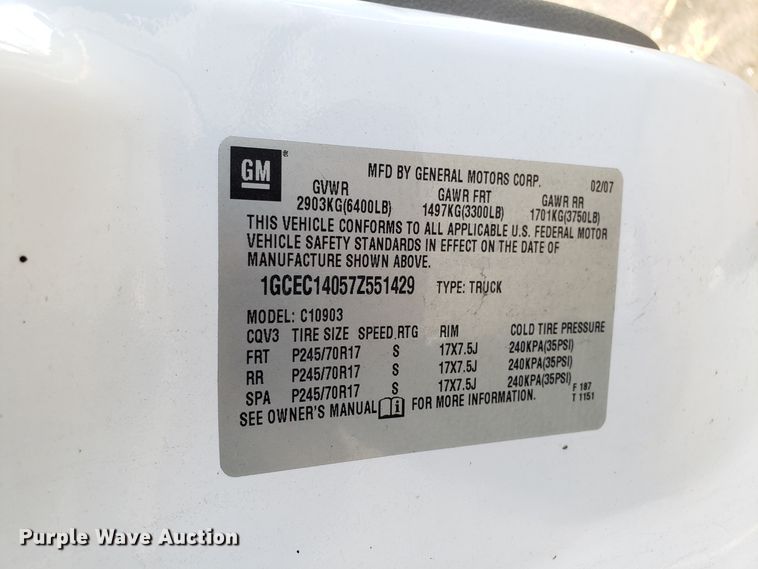 GM ® MFD BY GENERAL MOTORS CORP. 02/07
GVWR GAWR FRT GAWR RR
2903KG(6400LB) 1497KG(3300LB) 1701KG(3750LB)
THIS VEHICLE CONFORMS TO ALL APPLICABLE U.S. FEDERAL MOTOR
VEHICLE SAFETY STANDARDS IN EFFECT ON THE DATE OF
MANUFACTURE SHOWN ABOVE.
1GCEC14057Z551429 TYPE: TRUCK
MODEL: C10903
CQV3 TIRE SIZE SPEED RTG RIM COLD TIRE PRESSURE
FRT P245/70R17 S 17X7.5J 240KPA(35PSI)
RR P245/70R17 S 17X7.5J 240KPA(35PSI)
SPA P245/70R17 S 17X7.5J 240KPA(35PSI)
SEE OWNER'S MANUAL i FOR MORE INFORMATION.
F 187
T 1151
Purple Wave Auction